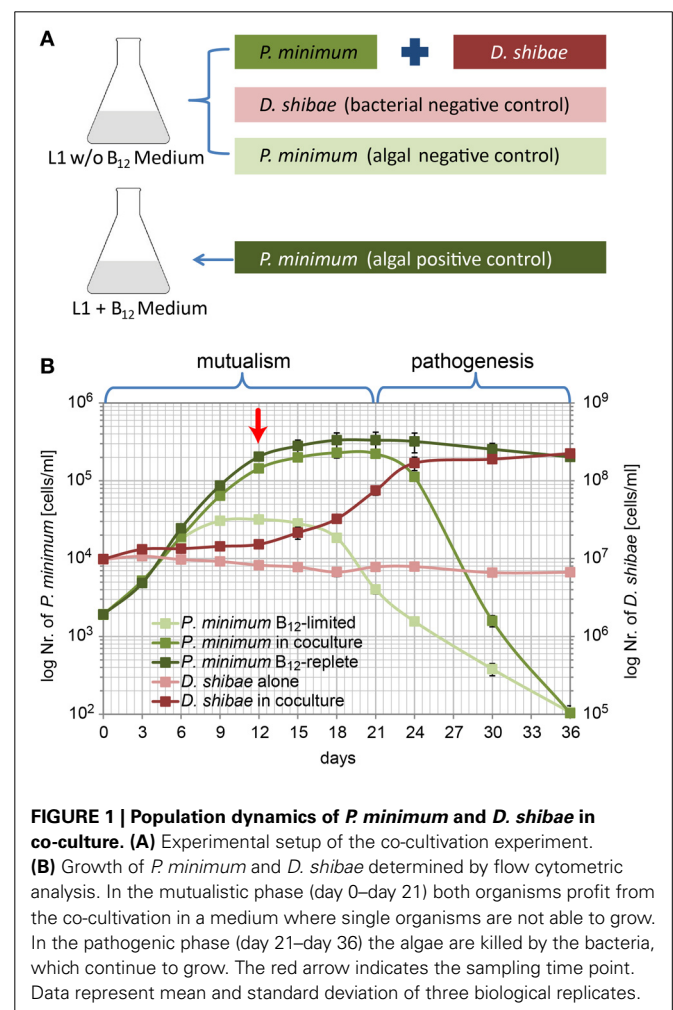 A
P. minimum
D. shibae
D. shibae (bacterial negative control)
P. minimum (algal negative control)
L1 w/o B12 Medium
P. minimum (algal positive control)
L1 + B12 Medium
B
mutualism
pathogenesis
10^6
10^5
10^4
10^3
10^2
log Nr. of P. minimum [cells/ml]
10^9
10^8
10^7
10^6
10^5
log Nr. of D. shibae [cells/ml]
P. minimum B12-limited
P. minimum in coculture
P. minimum B12-replete
D. shibae alone
D. shibae in coculture
0 3 6 9 12 15 18 21 24 27 30 33 36
days
FIGURE 1 | Population dynamics of P. minimum and D. shibae in
co-culture. (A) Experimental setup of the co-cultivation experiment.
(B) Growth of P. minimum and D. shibae determined by flow cytometric
analysis. In the mutualistic phase (day 0–day 21) both organisms profit from
the co-cultivation in a medium where single organisms are not able to grow.
In the pathogenic phase (day 21–day 36) the algae are killed by the bacteria,
which continue to grow. The red arrow indicates the sampling time point.
Data represent mean and standard deviation of three biological replicates.